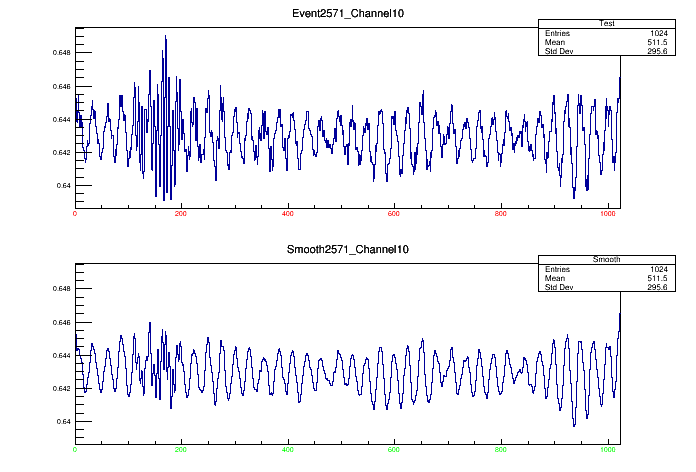 Event2571_Channel10
Test
Entries 1024
Mean 511.5
Std Dev 295.6
0.648
0.646
0.644
0.642
0.64
0 200 400 600 800 1000
Smooth2571_Channel10
Smooth
Entries 1024
Mean 511.5
Std Dev 295.6
0.648
0.646
0.644
0.642
0.64
0 200 400 600 800 1000